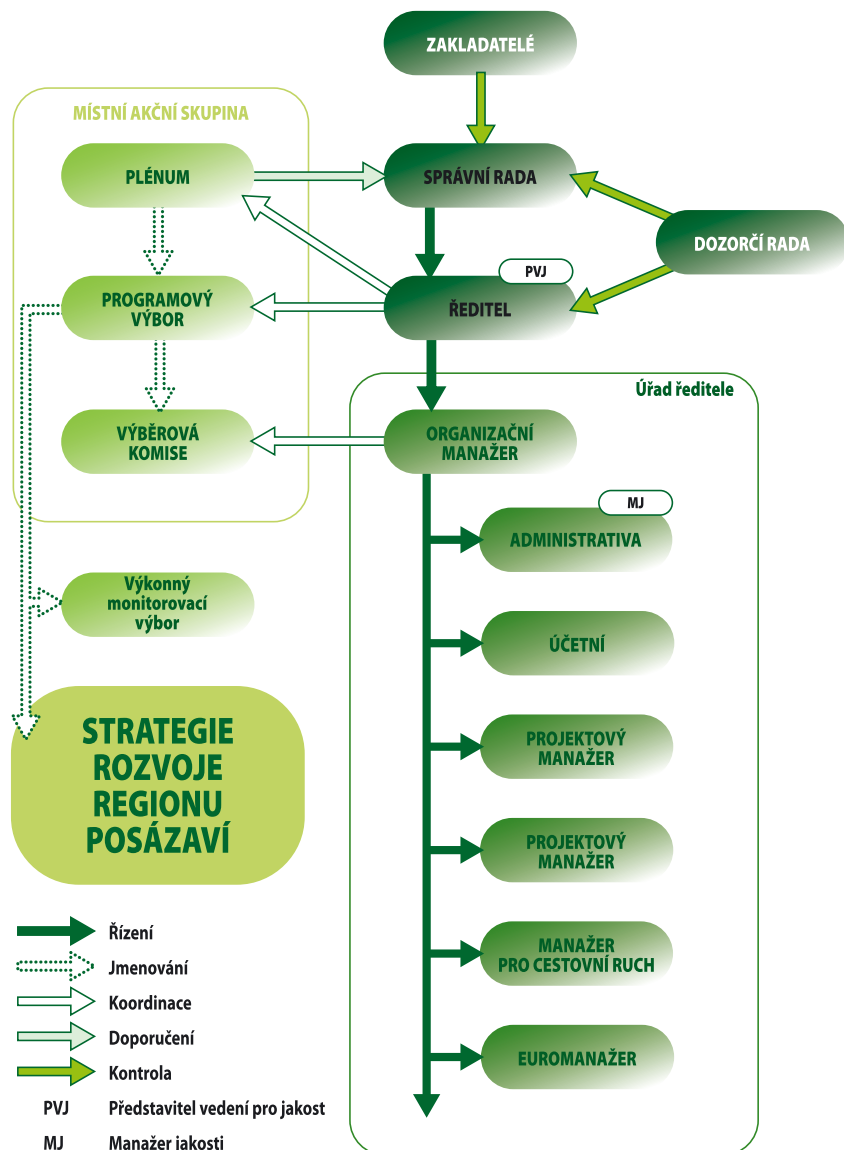 ZAKLADATELÉ
MÍSTNÍ AKČNÍ SKUPINA
PLÉNUM
SPRÁVNÍ RADA
DOZORČÍ RADA
PVJ
PROGRAMOVÝ
VÝBOR
ŘEDITEL
Úřad ředitele
VÝBĚROVÁ
KOMISE
ORGANIZAČNÍ
MANAŽER
MJ
ADMINISTRATIVA
Výkonný
monitorovací
výbor
ÚČETNÍ
STRATEGIE
ROZVOJE
REGIONU
POSÁZAVÍ
PROJEKTOVÝ
MANAŽER
PROJEKTOVÝ
MANAŽER
MANAŽER
PRO CESTOVNÍ RUCH
EUROMANAŽER
Řízení
Jmenování
Koordinace
Doporučení
Kontrola
PVJ Představitel vedení pro jakost
MJ Manažer jakosti